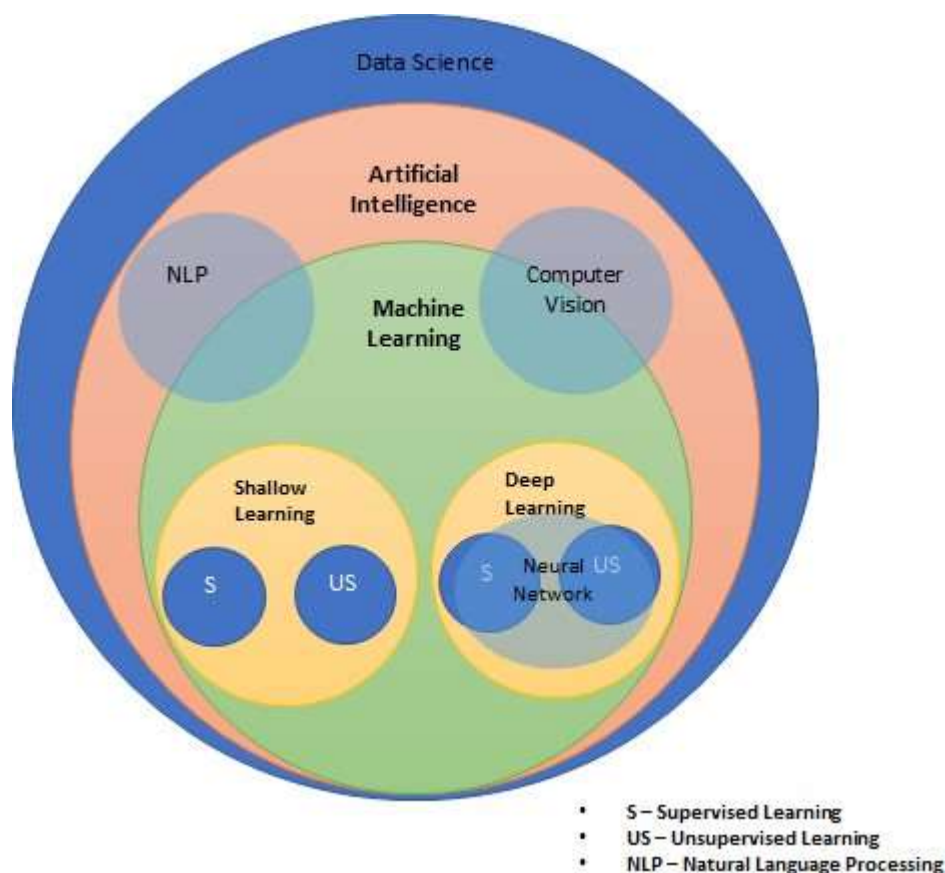 Data Science
Artificial
Intelligence
NLP
Computer
Vision
Machine
Learning
Shallow
Learning
Deep
Learning
S
US
S
Neural
Network
US
• S – Supervised Learning
• US – Unsupervised Learning
• NLP – Natural Language Processing